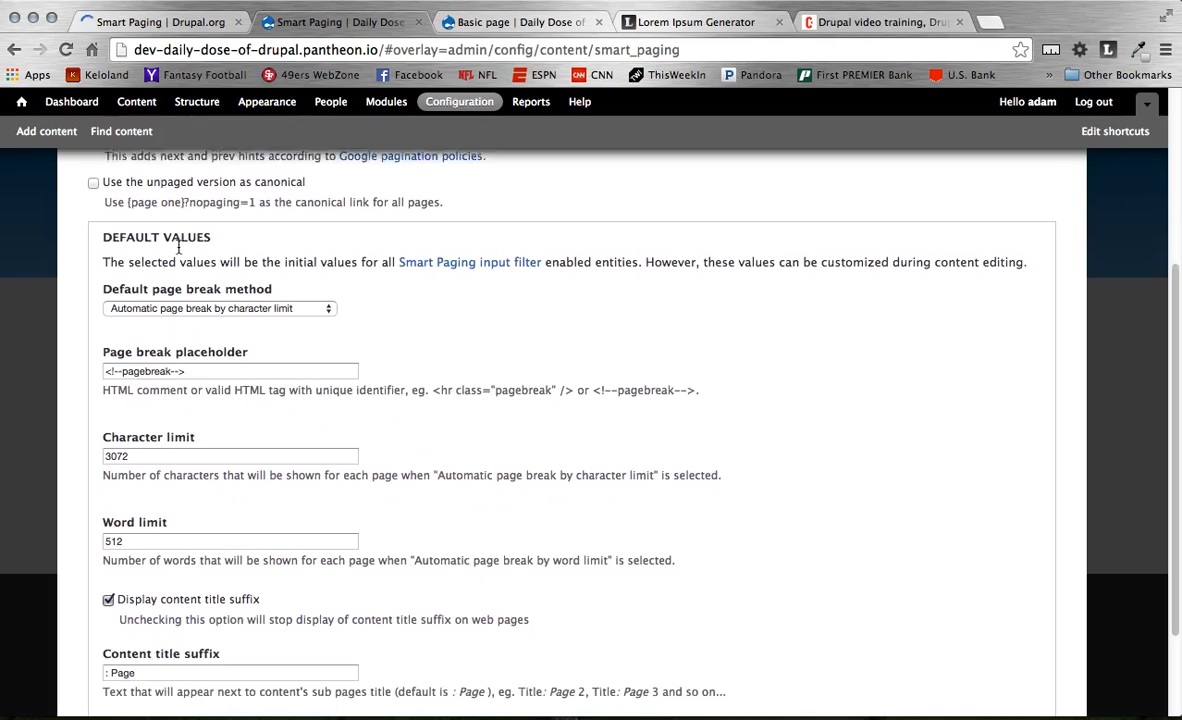 Smart Paging | Drupal.org
Smart Paging | Daily Dose
Basic page | Daily Dose of
Lorem Ipsum Generator
Drupal video training, Dru
dev-daily-dose-of-drupal.pantheon.io/#overlay=admin/config/content/smart_paging
Apps Keloland Fantasy Football 49ers WebZone Facebook NFL ESPN CNN ThisWeekIn Pandora First PREMIER Bank U.S. Bank » Other Bookmarks
Dashboard Content Structure Appearance People Modules Configuration Reports Help Hello adam Log out
Add content Find content Edit shortcuts
This adds next and prev hints according to Google pagination policies.
Use the unpaged version as canonical
Use {page one}?nopaging=1 as the canonical link for all pages.
DEFAULT VALUES
The selected values will be the initial values for all Smart Paging input filter enabled entities. However, these values can be customized during content editing.
Default page break method
Automatic page break by character limit
Page break placeholder
<!--pagebreak-->
HTML comment or valid HTML tag with unique identifier, eg. <hr class="pagebreak" /> or <!--pagebreak-->.
Character limit
3072
Number of characters that will be shown for each page when "Automatic page break by character limit" is selected.
Word limit
512
Number of words that will be shown for each page when "Automatic page break by word limit" is selected.
Display content title suffix
Unchecking this option will stop display of content title suffix on web pages
Content title suffix
: Page
Text that will appear next to content's sub pages title (default is : Page ), eg. Title: Page 2, Title: Page 3 and so on...